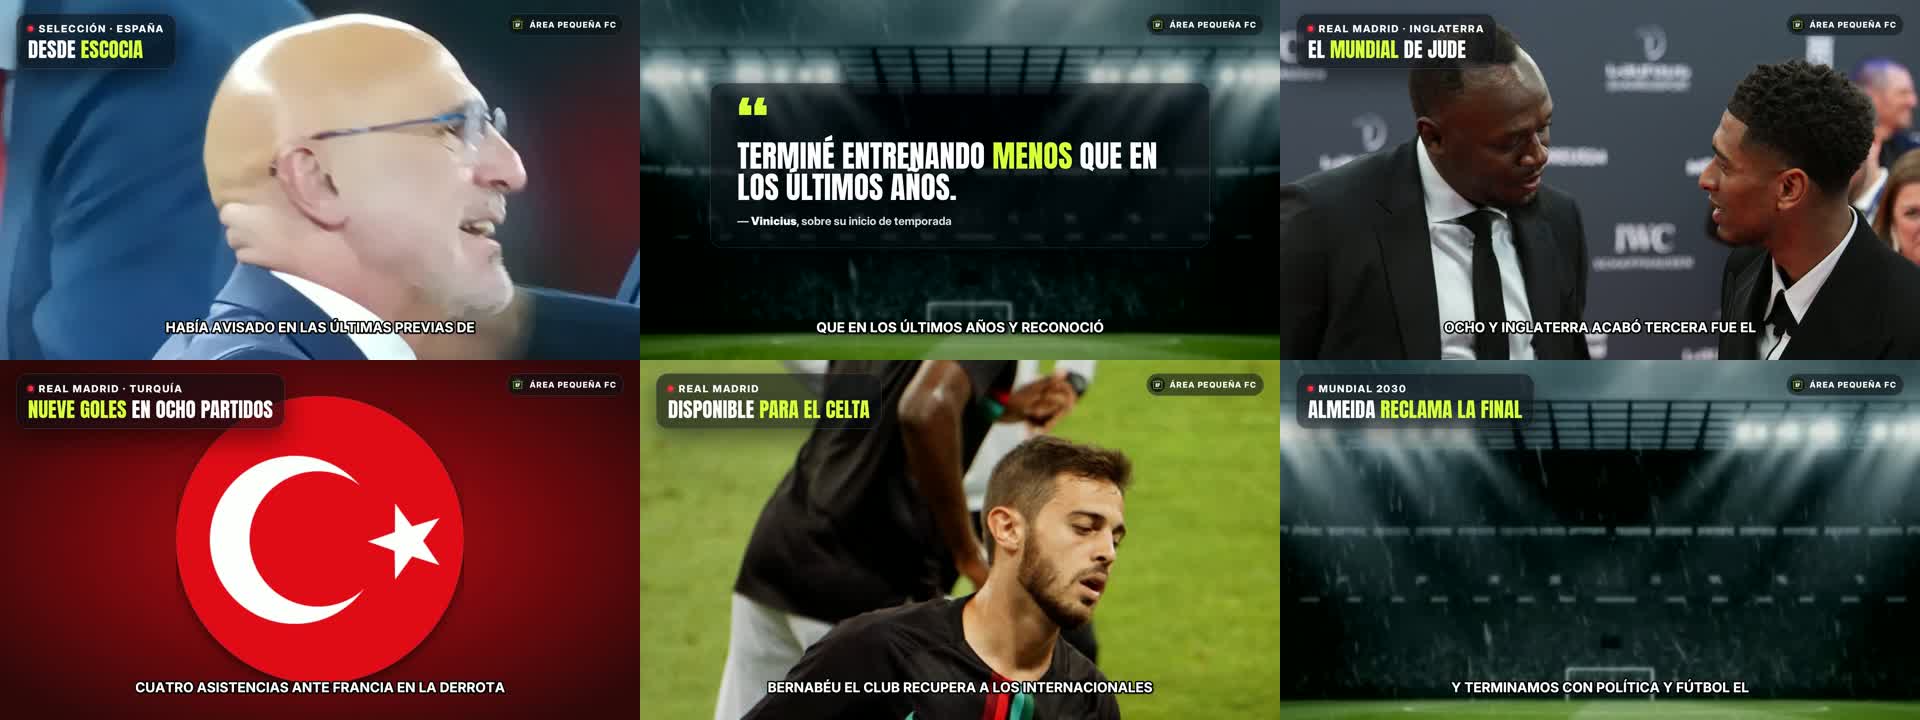 SELECCIÓN · ESPAÑA
DESDE ESCOCIA
ÁREA PEQUEÑA FC
HABÍA AVISADO EN LAS ÚLTIMAS PREVIAS DE
ÁREA PEQUEÑA FC
“
TERMINÉ ENTRENANDO MENOS QUE EN
LOS ÚLTIMOS AÑOS.
— Vinicius, sobre su inicio de temporada
QUE EN LOS ÚLTIMOS AÑOS Y RECONOCIÓ
REAL MADRID · INGLATERRA
EL MUNDIAL DE JUDE
ÁREA PEQUEÑA FC
IWC
OCHO Y INGLATERRA ACABÓ TERCERA FUE EL
REAL MADRID · TURQUÍA
NUEVE GOLES EN OCHO PARTIDOS
ÁREA PEQUEÑA FC
CUATRO ASISTENCIAS ANTE FRANCIA EN LA DERROTA
REAL MADRID
DISPONIBLE PARA EL CELTA
ÁREA PEQUEÑA FC
BERNABÉU EL CLUB RECUPERA A LOS INTERNACIONALES
MUNDIAL 2030
ALMEIDA RECLAMA LA FINAL
ÁREA PEQUEÑA FC
Y TERMINAMOS CON POLÍTICA Y FÚTBOL EL